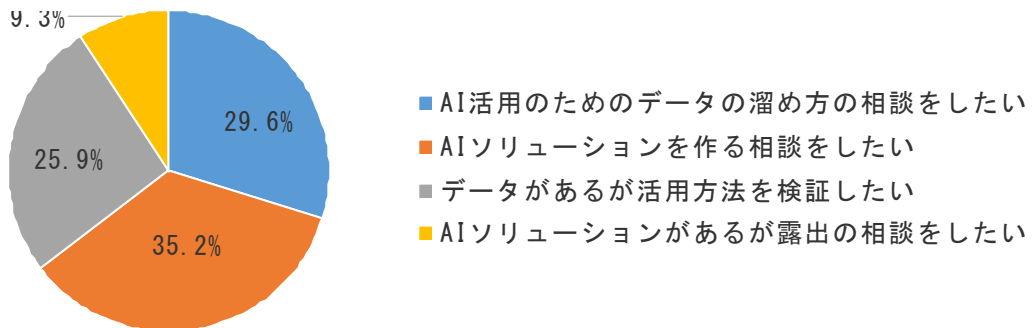 9.3%
29.6%
25.9%
35.2%
AI活用のためのデータの溜め方の相談をしたい
AIソリューションを作る相談をしたい
データがあるが活用方法を検証したい
AIソリューションがあるが露出の相談をしたい